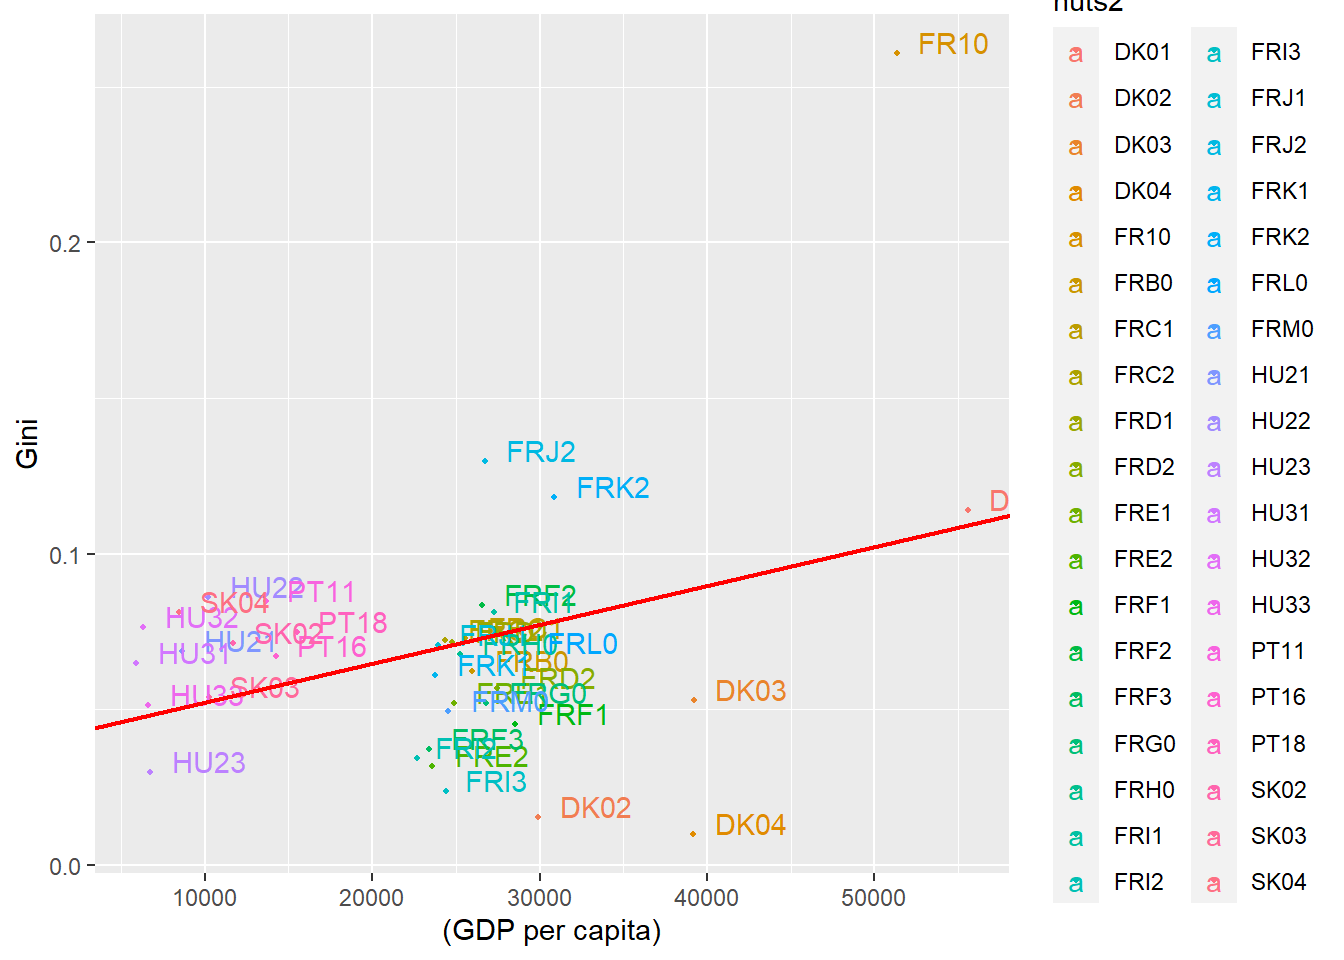 nuts2
FR10
a DK01 a FRI3
a DK02 a FRJ1
a DK03 a FRJ2
a DK04 a FRK1
a FR10 a FRK2
a FRB0 a FRL0
a FRC1 a FRM0
a FRC2 a HU21
a FRD1 a HU22
a FRD2 a HU23
a FRE1 a HU31
a FRE2 a HU32
a FRF1 a HU33
a FRF2 a PT11
a FRF3 a PT16
a FRG0 a PT18
a FRH0 a SK02
a FRI1 a SK03
a FRI2 a SK04
0.2
FRJ2
FRK2
D
Gini
0.1
HU22
PT11
FRF2
FRI1
SK04
HU32
PT18
SK02
HU21
PT16
FRH0
FRL0
HU31
FRB0
FRK1
FRD2
SK03
HU33
FRG0
FRM0
DK03
FRF1
FRF3
FRI2
FRE2
HU23
FRI3
DK02
DK04
0.0
10000 20000 30000 40000 50000
(GDP per capita)